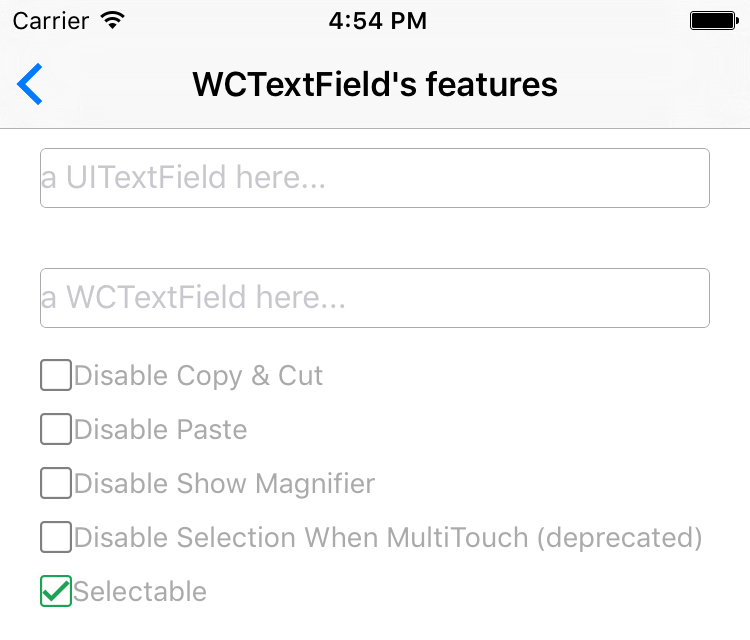 Carrier 4:54 PM
WCTextField's features
a UITextField here...
a WCTextField here...
Disable Copy & Cut
Disable Paste
Disable Show Magnifier
Disable Selection When MultiTouch (deprecated)
Selectable